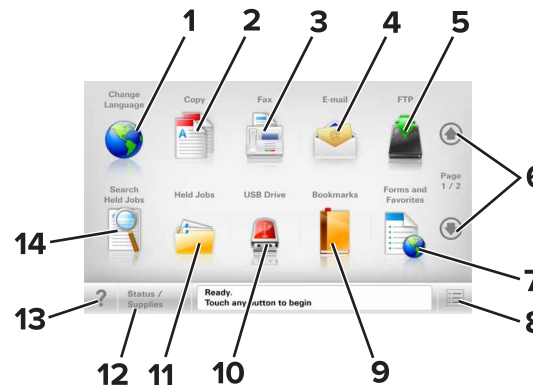 1 2 3 4 5
Change
Language
Copy
Fax
E-mail
FTP
A
@
Page
1 / 2
6
Search
Held Jobs
Held Jobs
USB Drive
Bookmarks
Forms and
Favorites
14
7
?
Status /
Supplies
Ready.
Touch any button to begin
8
13
12 11 10 9